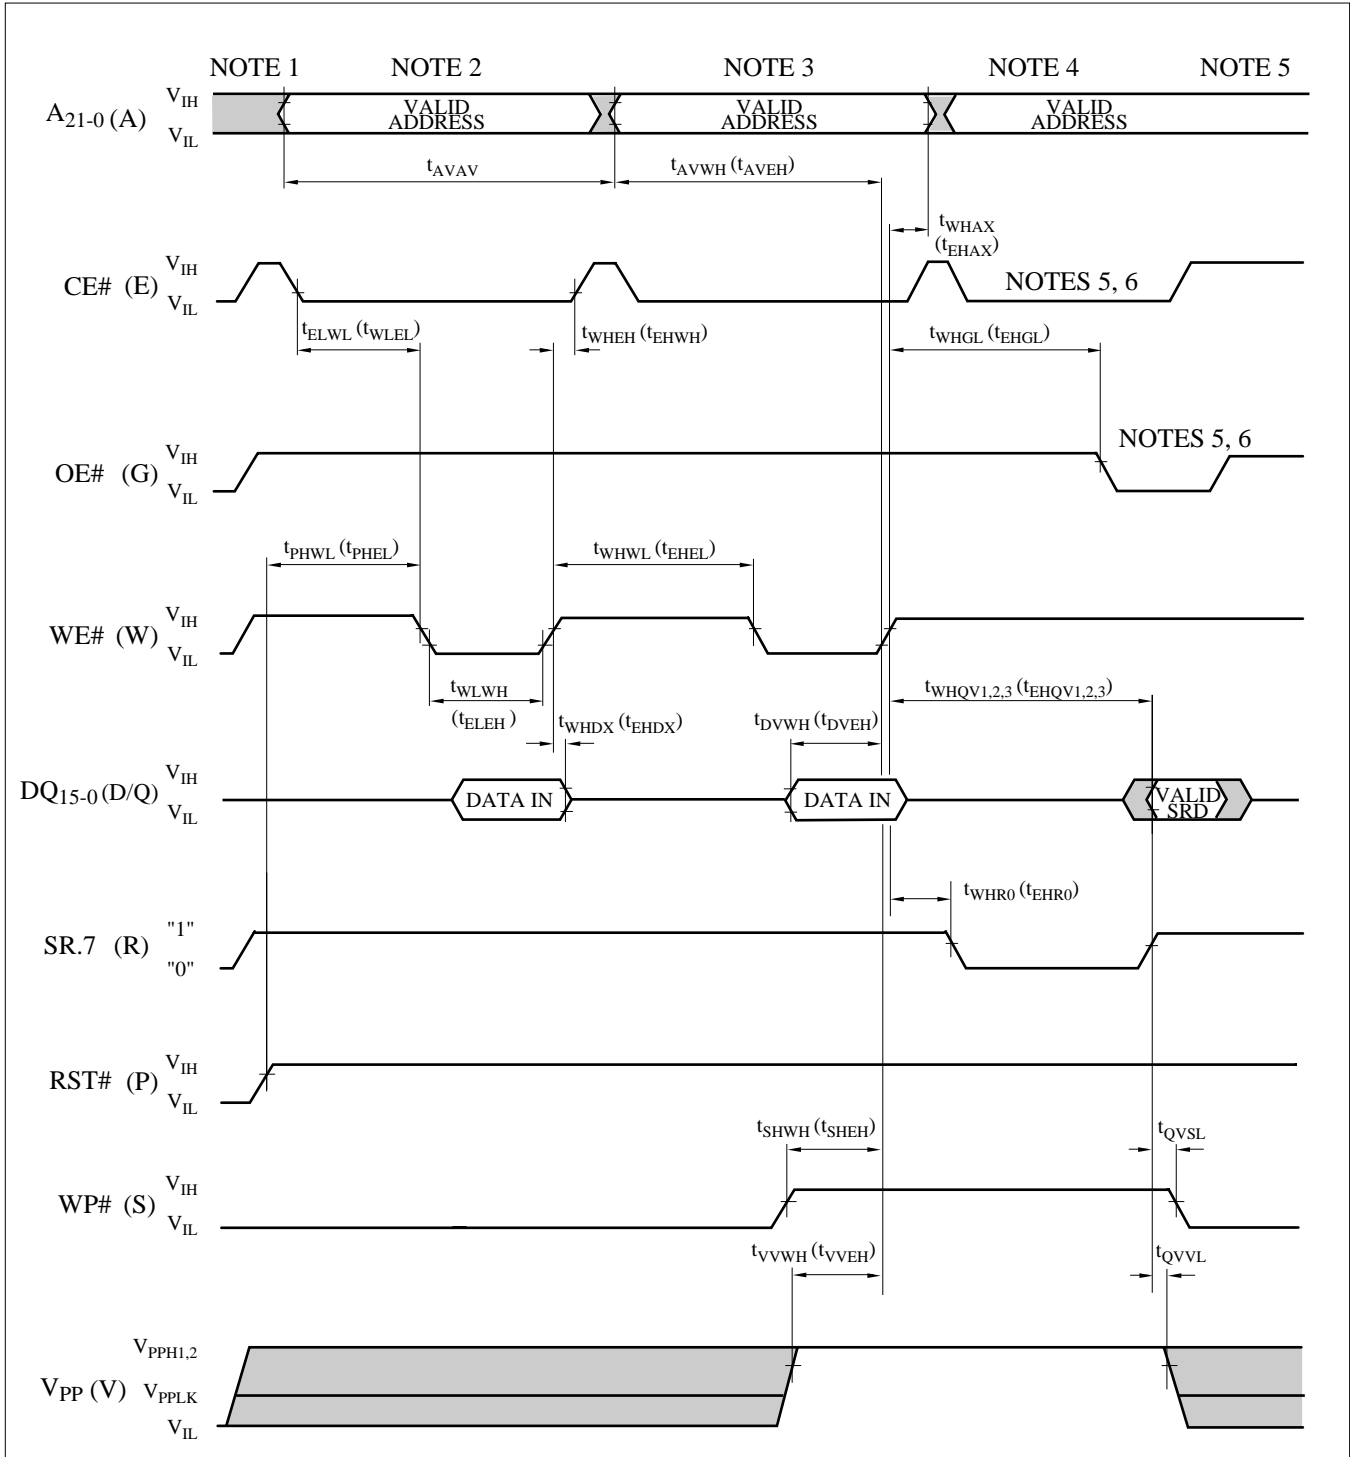 NOTE 1 NOTE 2 NOTE 3 NOTE 4 NOTE 5
A21-0 (A) VIH VIL VALID ADDRESS VALID ADDRESS VALID ADDRESS
tAVAV tAVWH (tAVEH)
tWHAX
(tEHAX)
CE# (E) VIH VIL NOTES 5, 6
tELWL (tWLEL) tWHEH (tEHWH) tWHGL (tEHGL)
OE# (G) VIH VIL NOTES 5, 6
tPHWL (tPHEL) tWHWL (tEHEL)
WE# (W) VIH VIL
tWLWH
(tELEH) tWHDX (tEHDX) tDVWH (tDVEH) tWHQV1,2,3 (tEHQV1,2,3)
DQ15-0 (D/Q) VIH VIL DATA IN DATA IN VALID SRD
tWHR0 (tEHR0)
SR.7 (R) "1" "0"
RST# (P) VIH VIL
tSHWH (tSHEH) tQVSL
WP# (S) VIH VIL
tVVWH (tVVEH) tQVVL
VPP (V) VPPH1,2 VPPLK VIL